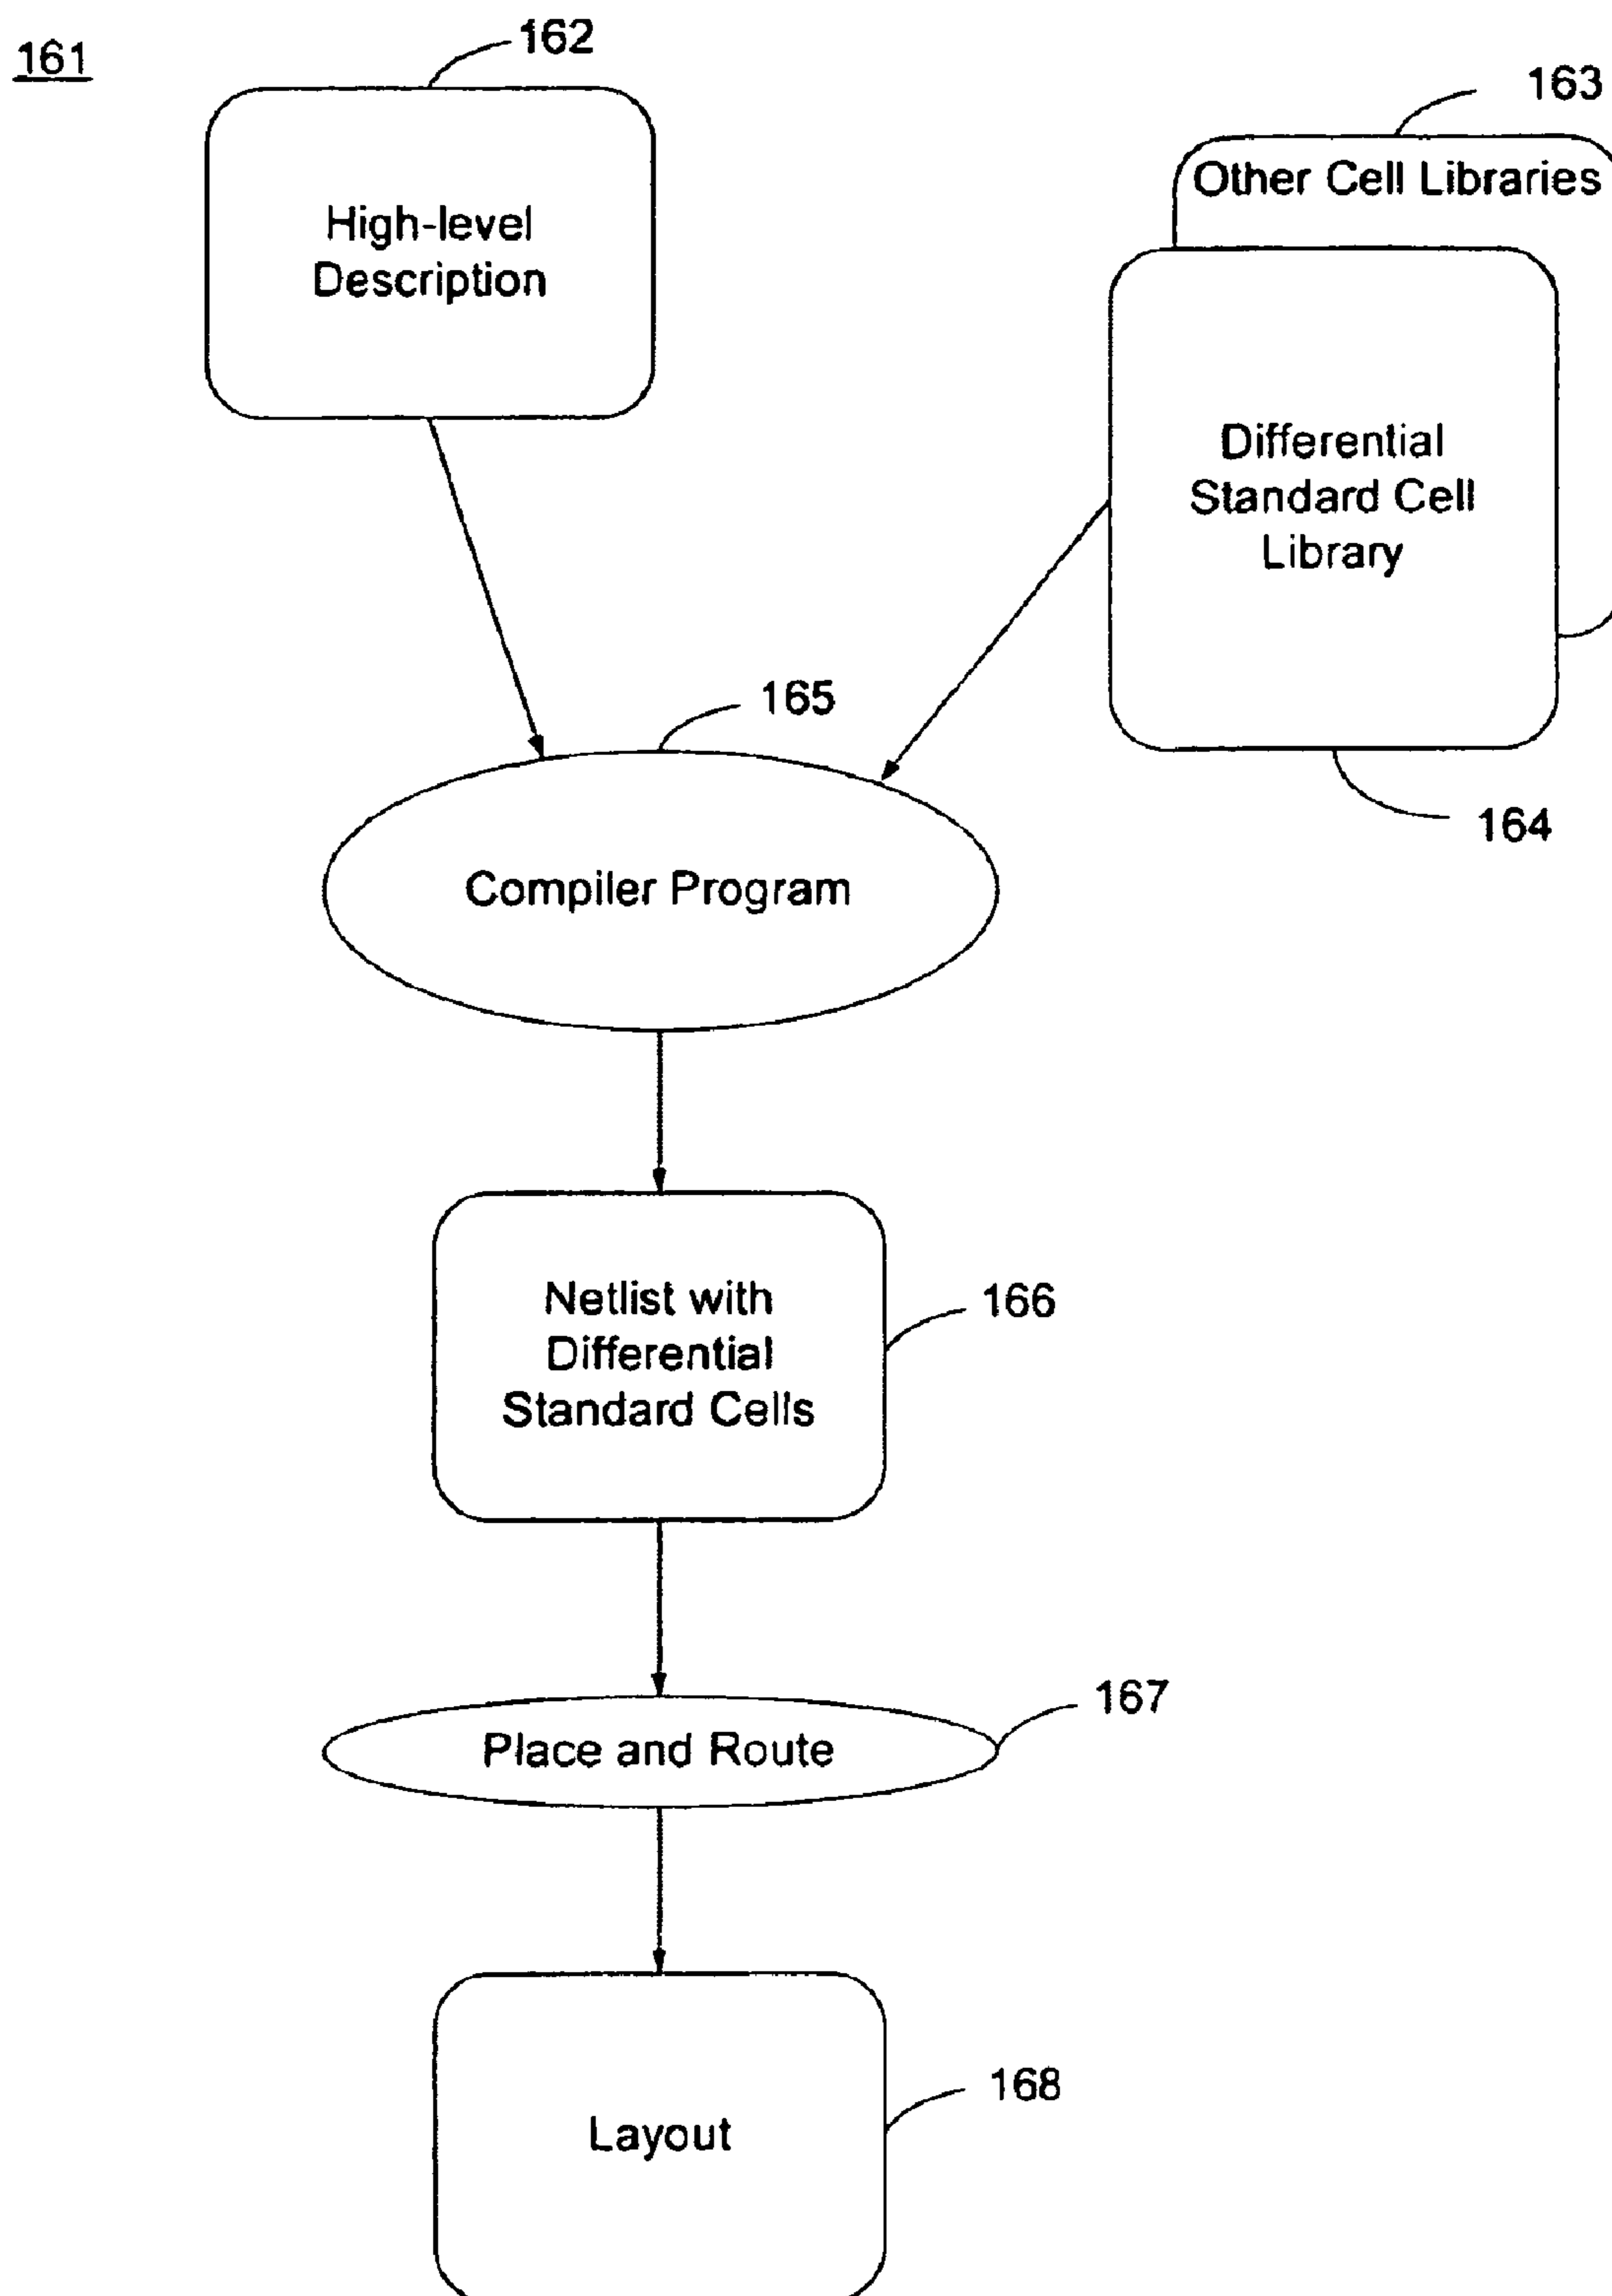 161
162
163
High-level
Description
Other Cell Libraries
Differential
Standard Cell
Library
164
165
Compiler Program
Netlist with
Differential
Standard Cells
166
167
Place and Route
168
Layout